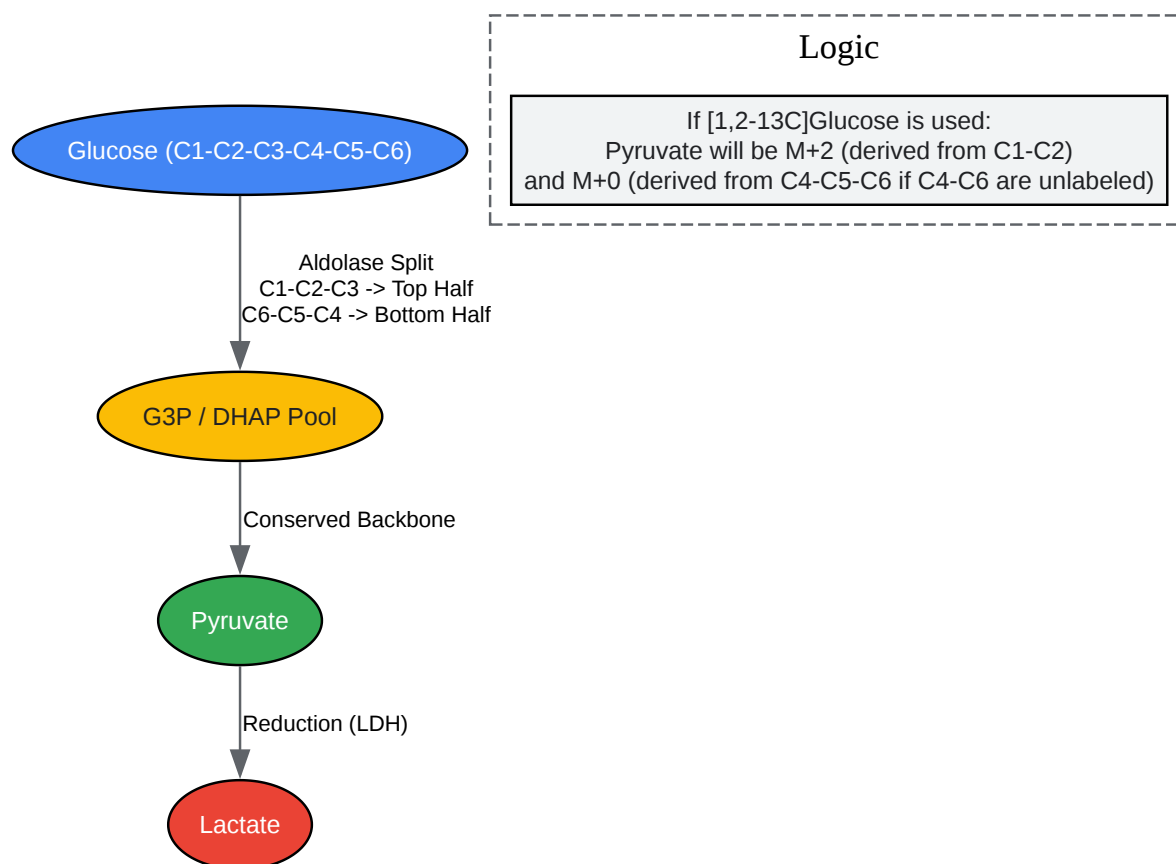 Logic
If [1,2-13C]Glucose is used:
Pyruvate will be M+2 (derived from C1-C2)
and M+0 (derived from C4-C5-C6 if C4-C6 are unlabeled)
Glucose (C1-C2-C3-C4-C5-C6)
Aldolase Split
C1-C2-C3 -> Top Half
C6-C5-C4 -> Bottom Half
G3P / DHAP Pool
Conserved Backbone
Pyruvate
Reduction (LDH)
Lactate